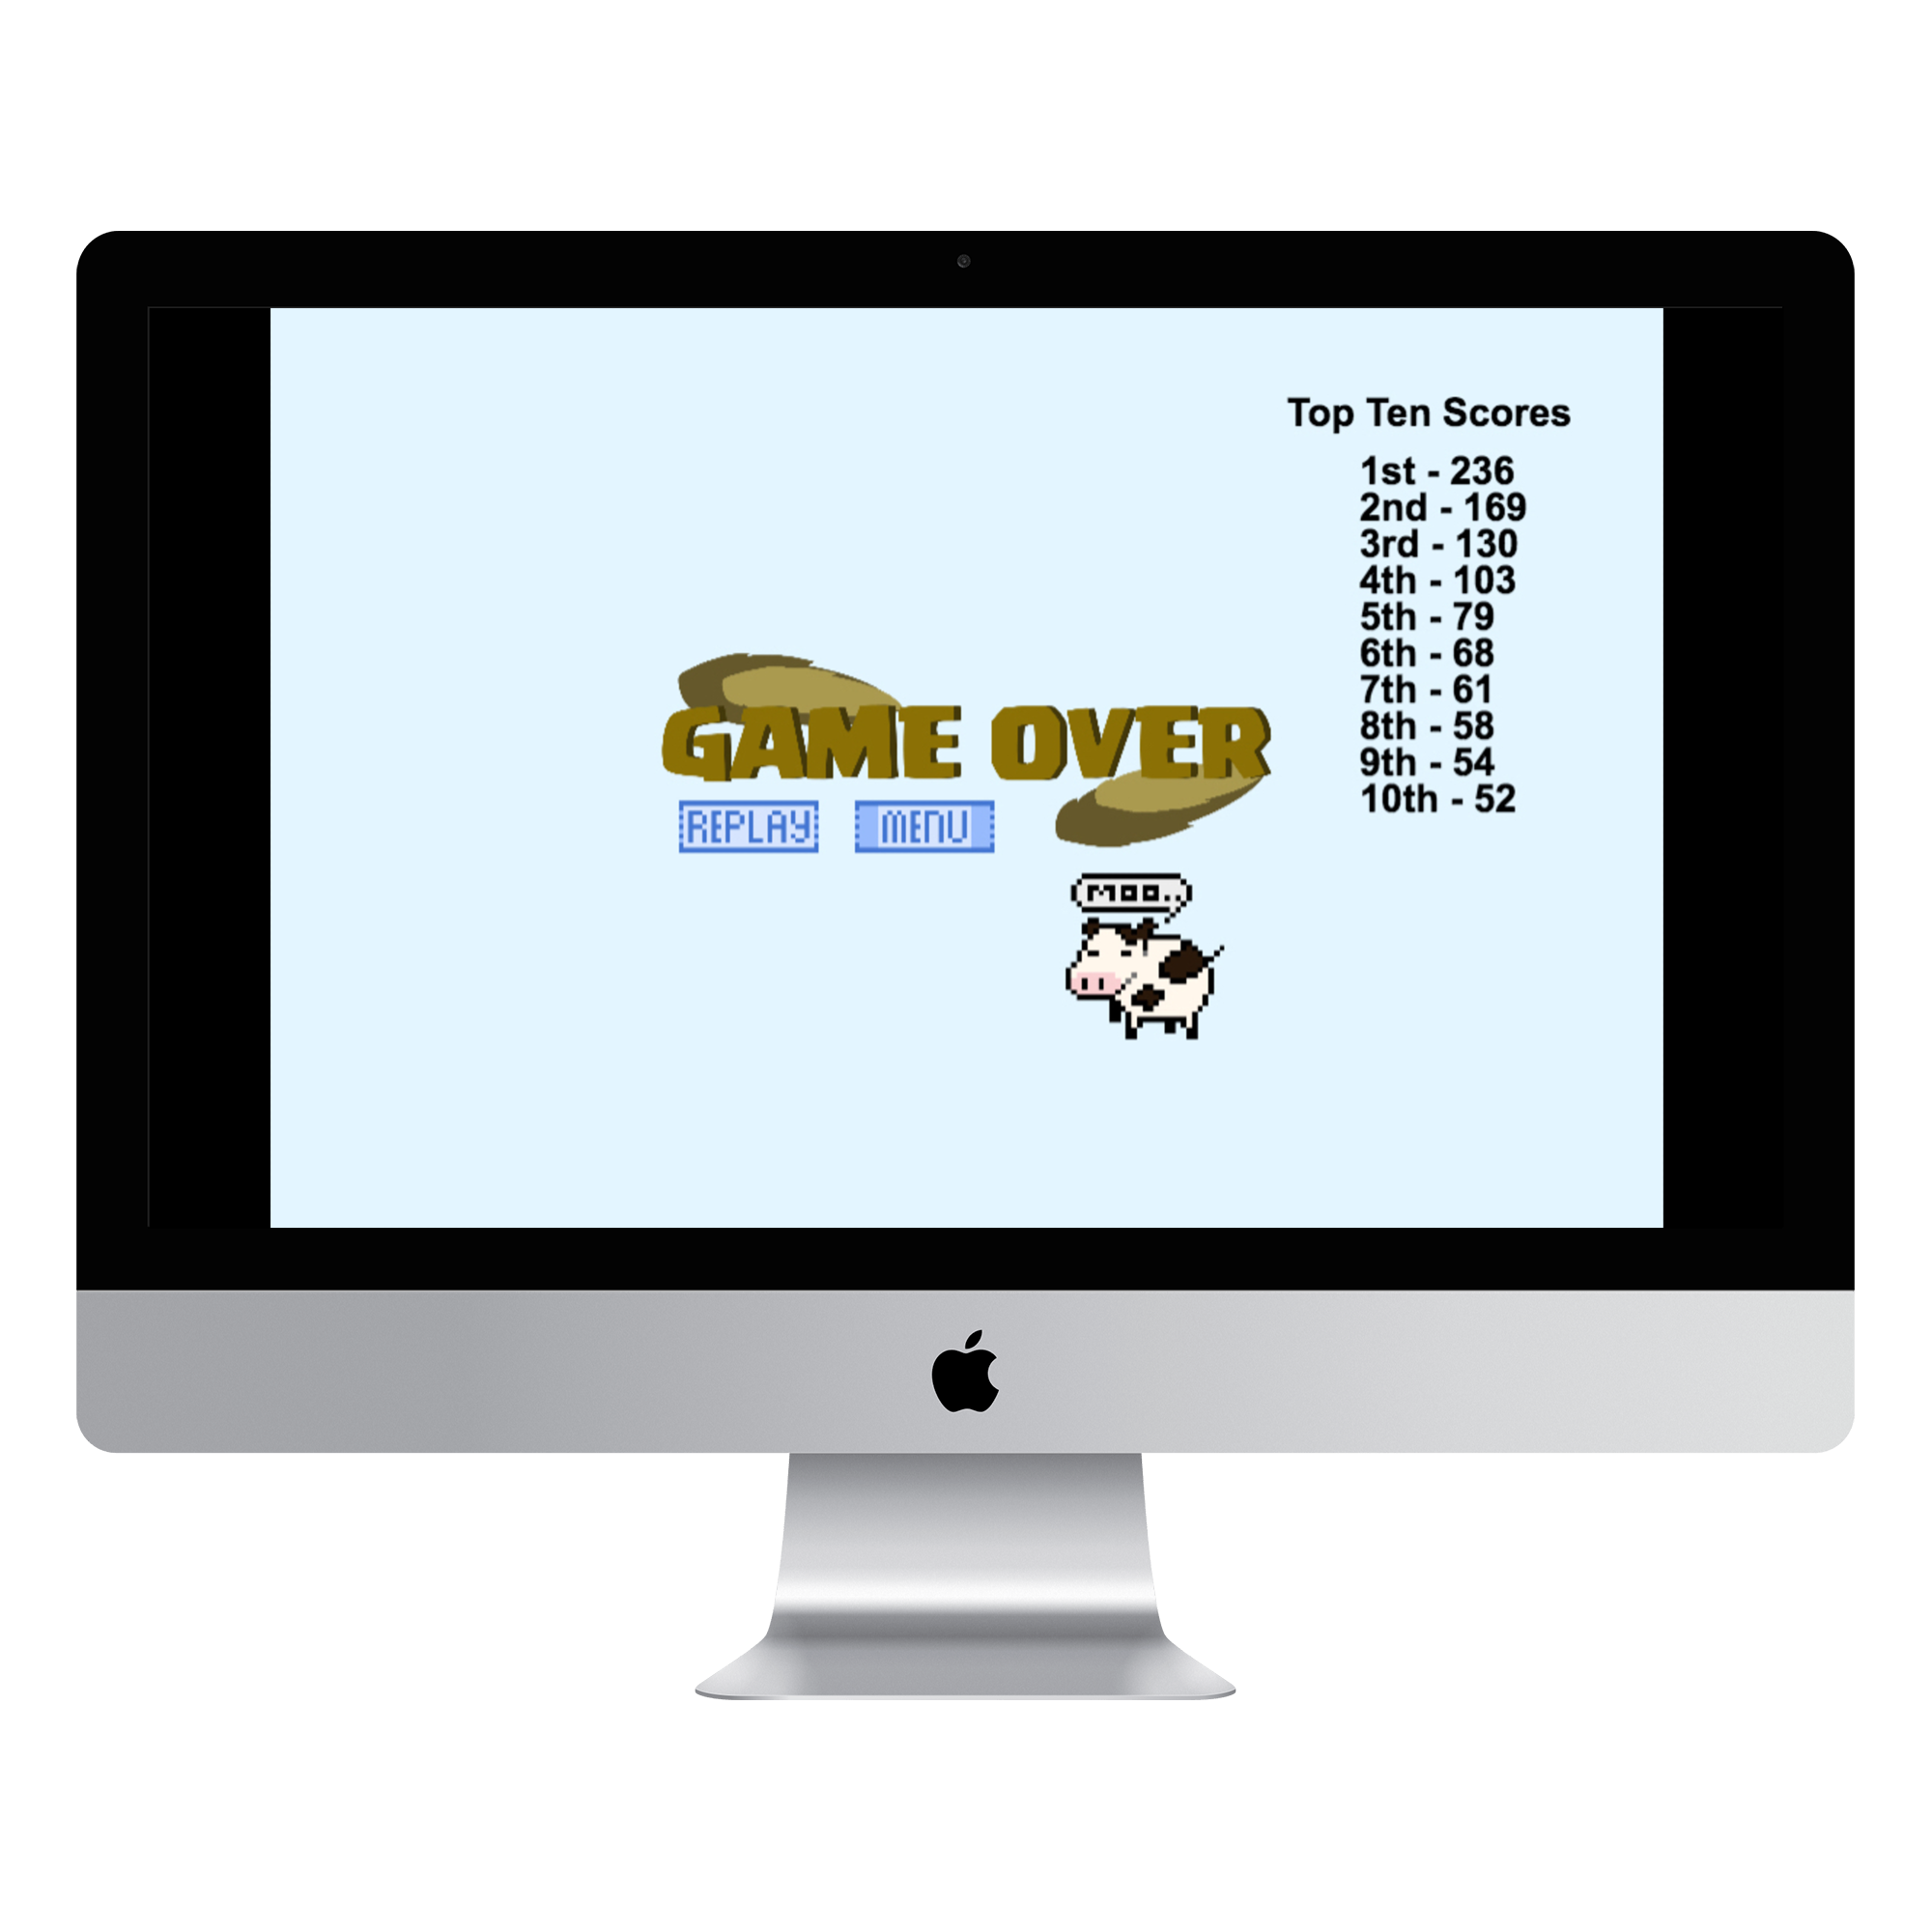 Top Ten Scores
1st - 236
2nd - 169
3rd - 130
4th - 103
5th - 79
6th - 68
7th - 61
8th - 58
9th - 54
10th - 52
GAME OVER
REPLAY MENU
MOO..